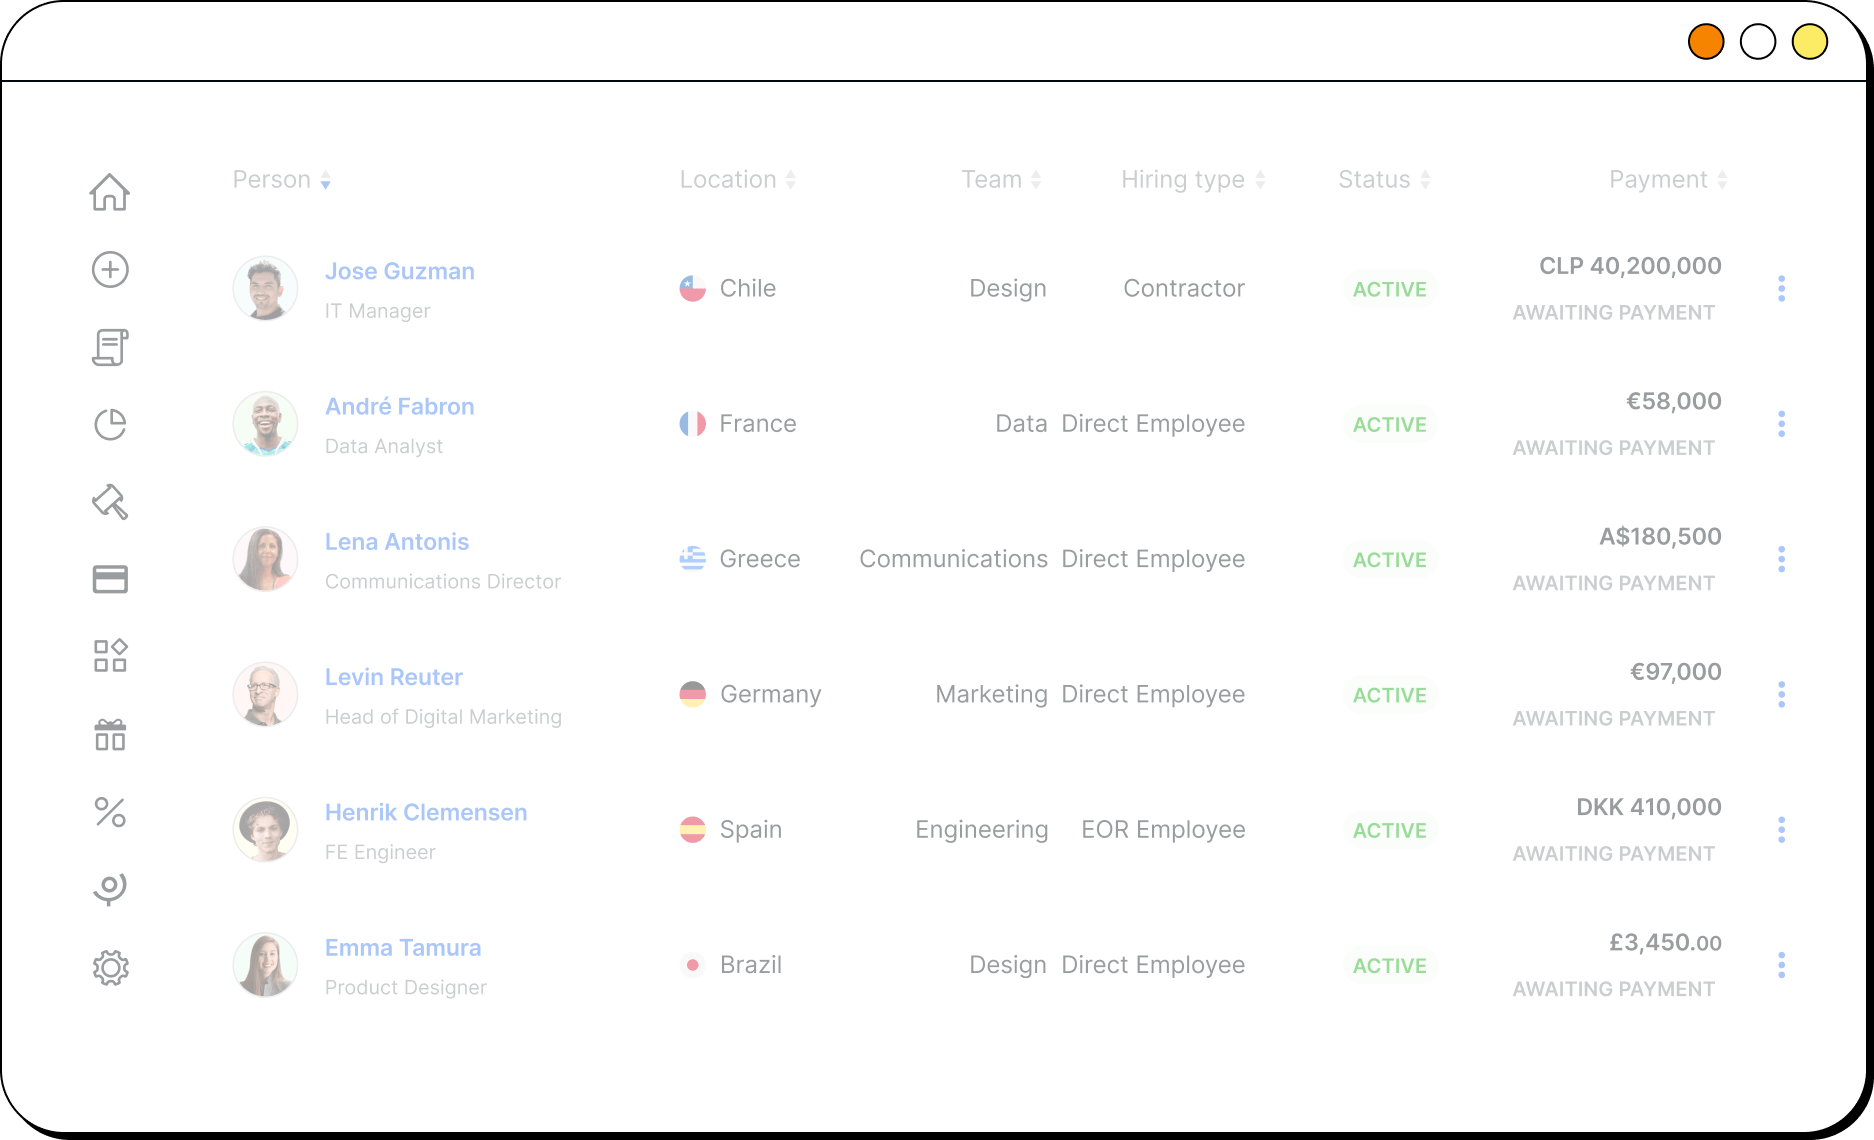 Person Location Team Hiring type Status Payment
Jose Guzman
IT Manager
Chile Design Contractor ACTIVE
CLP 40,200,000
AWAITING PAYMENT
André Fabron
Data Analyst
France Data Direct Employee ACTIVE
€58,000
AWAITING PAYMENT
Lena Antonis
Communications Director
Greece Communications Direct Employee ACTIVE
A$180,500
AWAITING PAYMENT
Levin Reuter
Head of Digital Marketing
Germany Marketing Direct Employee ACTIVE
€97,000
AWAITING PAYMENT
Henrik Clemensen
FE Engineer
Spain Engineering EOR Employee ACTIVE
DKK 410,000
AWAITING PAYMENT
Emma Tamura
Product Designer
Brazil Design Direct Employee ACTIVE
£3,450.00
AWAITING PAYMENT